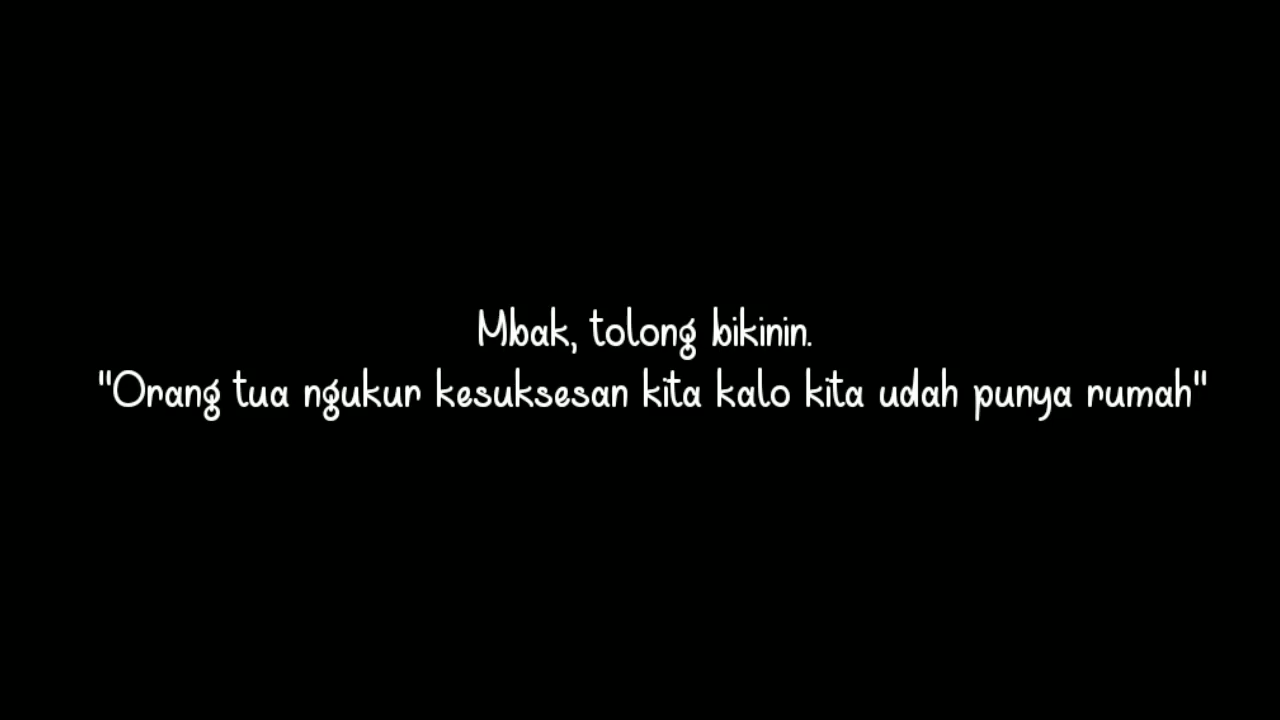 Mbak, tolong bikinin.
"Orang tua ngukur kesuksesan kita kalo kita udah punya rumah"